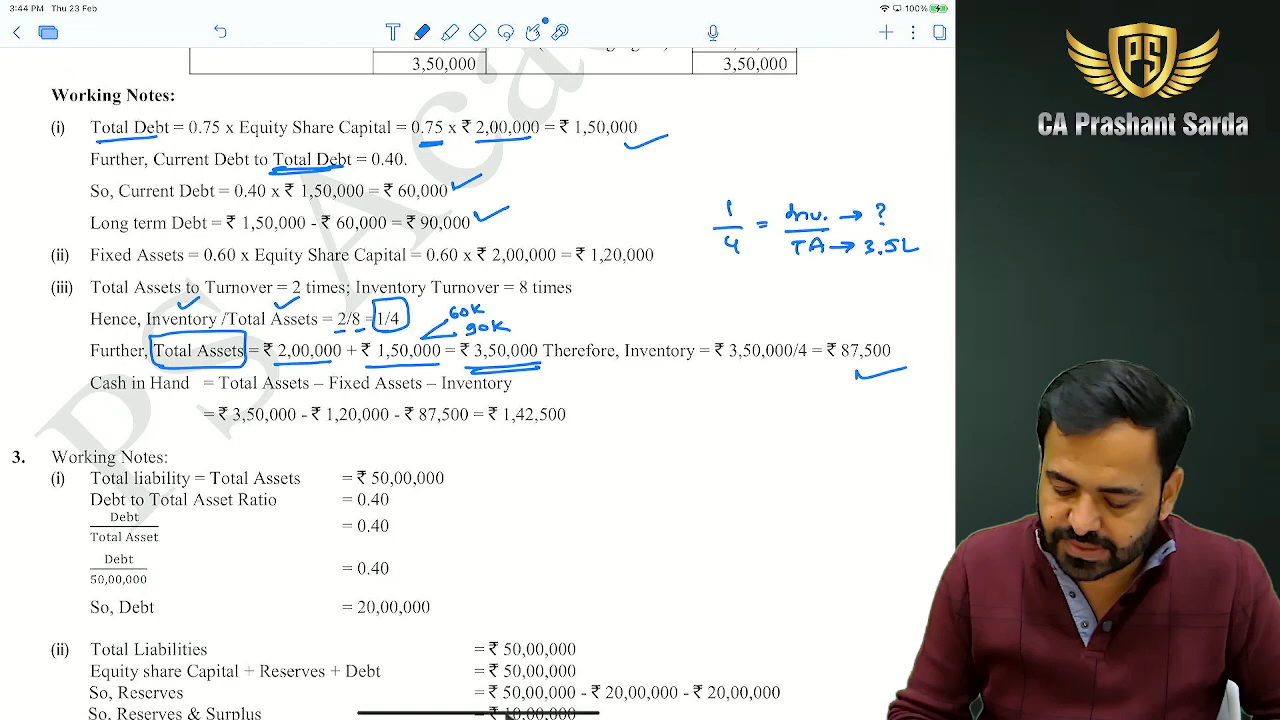 3:44 PM Thu 23 Feb
100%
T
3,50,000 3,50,000
PS
CA Prashant Sarda
Working Notes:
(i) Total Debt = 0.75 x Equity Share Capital = 0.75 x ₹ 2,00,000 = ₹ 1,50,000
Further, Current Debt to Total Debt = 0.40.
So, Current Debt = 0.40 x ₹ 1,50,000 = ₹ 60,000
Long term Debt = ₹ 1,50,000 - ₹ 60,000 = ₹ 90,000
1/4 = Inv. → ?
TA → 3.5L
(ii) Fixed Assets = 0.60 x Equity Share Capital = 0.60 x ₹ 2,00,000 = ₹ 1,20,000
(iii) Total Assets to Turnover = 2 times; Inventory Turnover = 8 times
Hence, Inventory /Total Assets = 2/8 = 1/4
60K
90K
Further, Total Assets = ₹ 2,00,000 + ₹ 1,50,000 = ₹ 3,50,000 Therefore, Inventory = ₹ 3,50,000/4 = ₹ 87,500
Cash in Hand = Total Assets – Fixed Assets – Inventory
= ₹ 3,50,000 - ₹ 1,20,000 - ₹ 87,500 = ₹ 1,42,500
3. Working Notes:
(i) Total liability = Total Assets = ₹ 50,00,000
Debt to Total Asset Ratio = 0.40
Debt
Total Asset = 0.40
Debt
50,00,000 = 0.40
So, Debt = 20,00,000
(ii) Total Liabilities = ₹ 50,00,000
Equity share Capital + Reserves + Debt = ₹ 50,00,000
So, Reserves = ₹ 50,00,000 - ₹ 20,00,000 - ₹ 20,00,000
So, Reserves & Surplus = ₹ 10,00,000